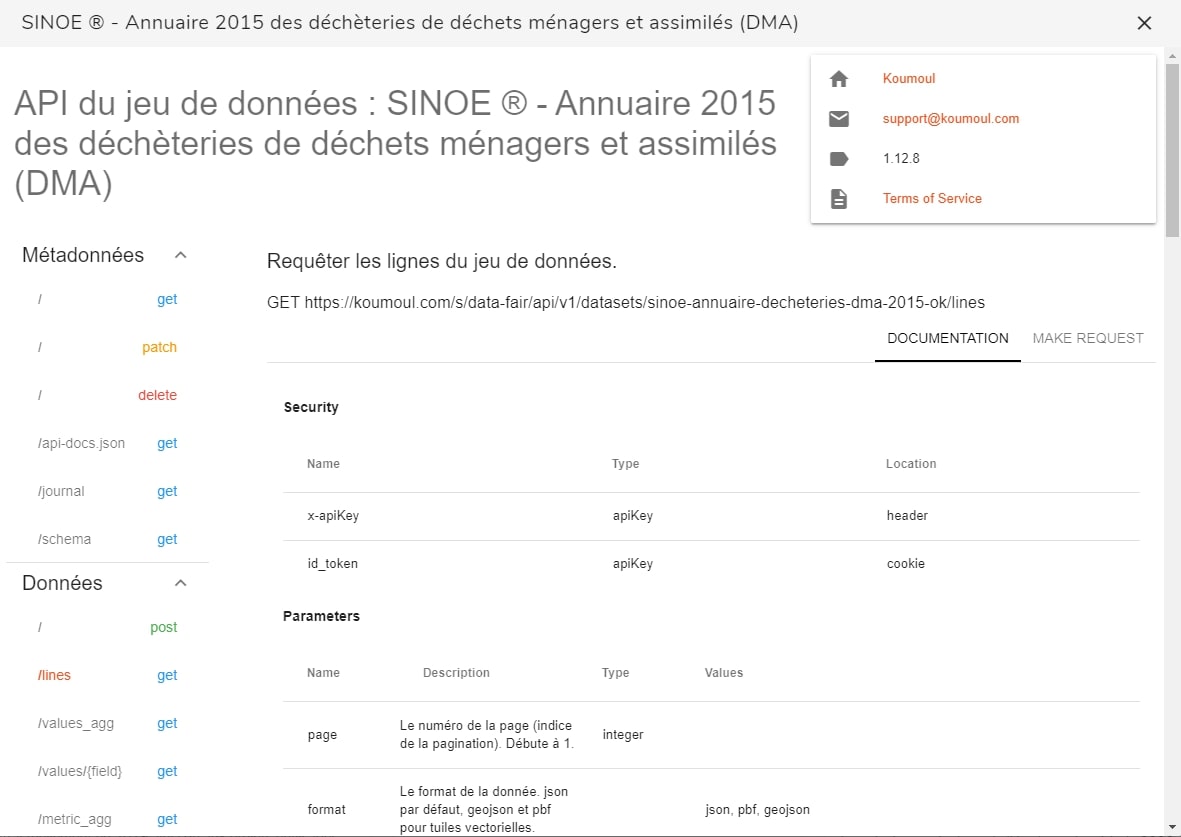 SINOE ® - Annuaire 2015 des déchèteries de déchets ménagers et assimilés (DMA)
API du jeu de données : SINOE ® - Annuaire 2015
des déchèteries de déchets ménagers et assimilés
(DMA)
Koumoul
support@koumoul.com
1.12.8
Terms of Service
Métadonnées
/ get
/ patch
/ delete
/api-docs.json get
/journal get
/schema get
Données
/ post
/lines get
/values_agg get
/values/{field} get
/metric_agg get
Requêter les lignes du jeu de données.
GET https://koumoul.com/s/data-fair/api/v1/datasets/sinoe-annuaire-decheteries-dma-2015-ok/lines
DOCUMENTATION MAKE REQUEST
Security
Name Type Location
x-apiKey apiKey header
id_token apiKey cookie
Parameters
Name Description Type Values
page Le numéro de la page (indice
de la pagination). Débute à 1. integer
Le format de la donnée. json
format par défaut, geojson et pbf json, pbf, geojson
pour tuiles vectorielles.